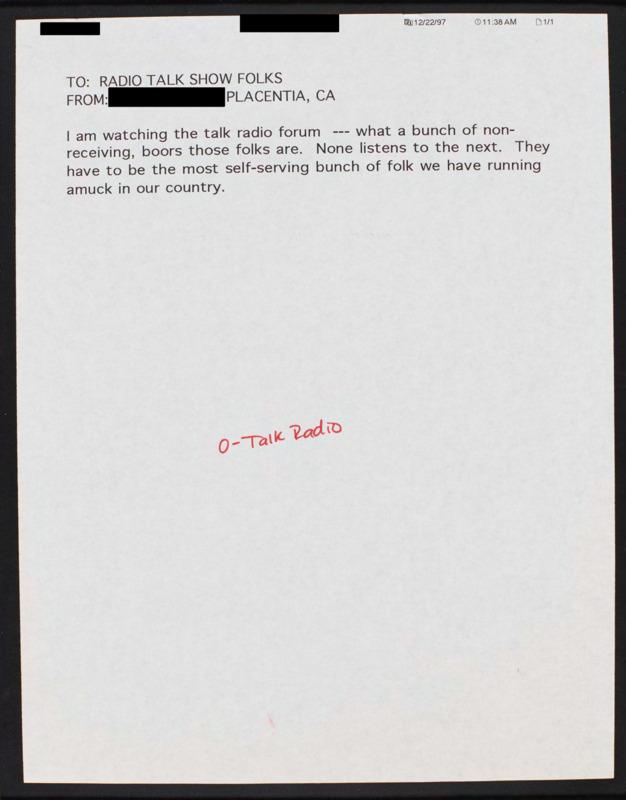 12/22/97 11:38 AM 1/1
TO: RADIO TALK SHOW FOLKS
FROM: PLACENTIA, CA
I am watching the talk radio forum --- what a bunch of non-
receiving, boors those folks are. None listens to the next. They
have to be the most self-serving bunch of folk we have running
amuck in our country.
O-Talk Radio